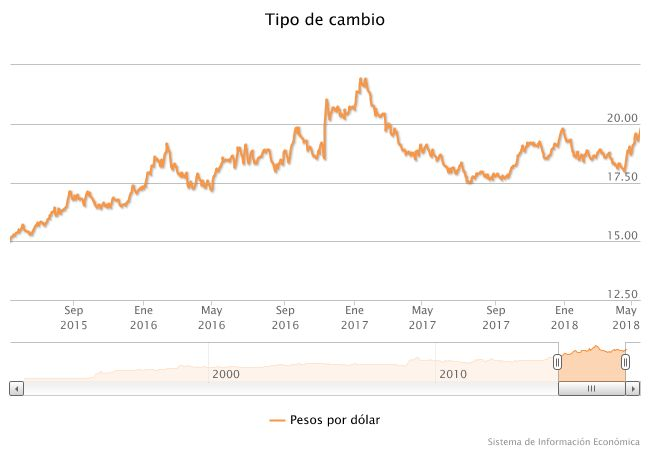 Tipo de cambio
20.00
17.50
15.00
12.50
Sep Ene May Sep Ene May Sep Ene May
2015 2016 2016 2016 2017 2017 2017 2018 2018
2000 2010
Pesos por dólar
Sistema de Información Económica